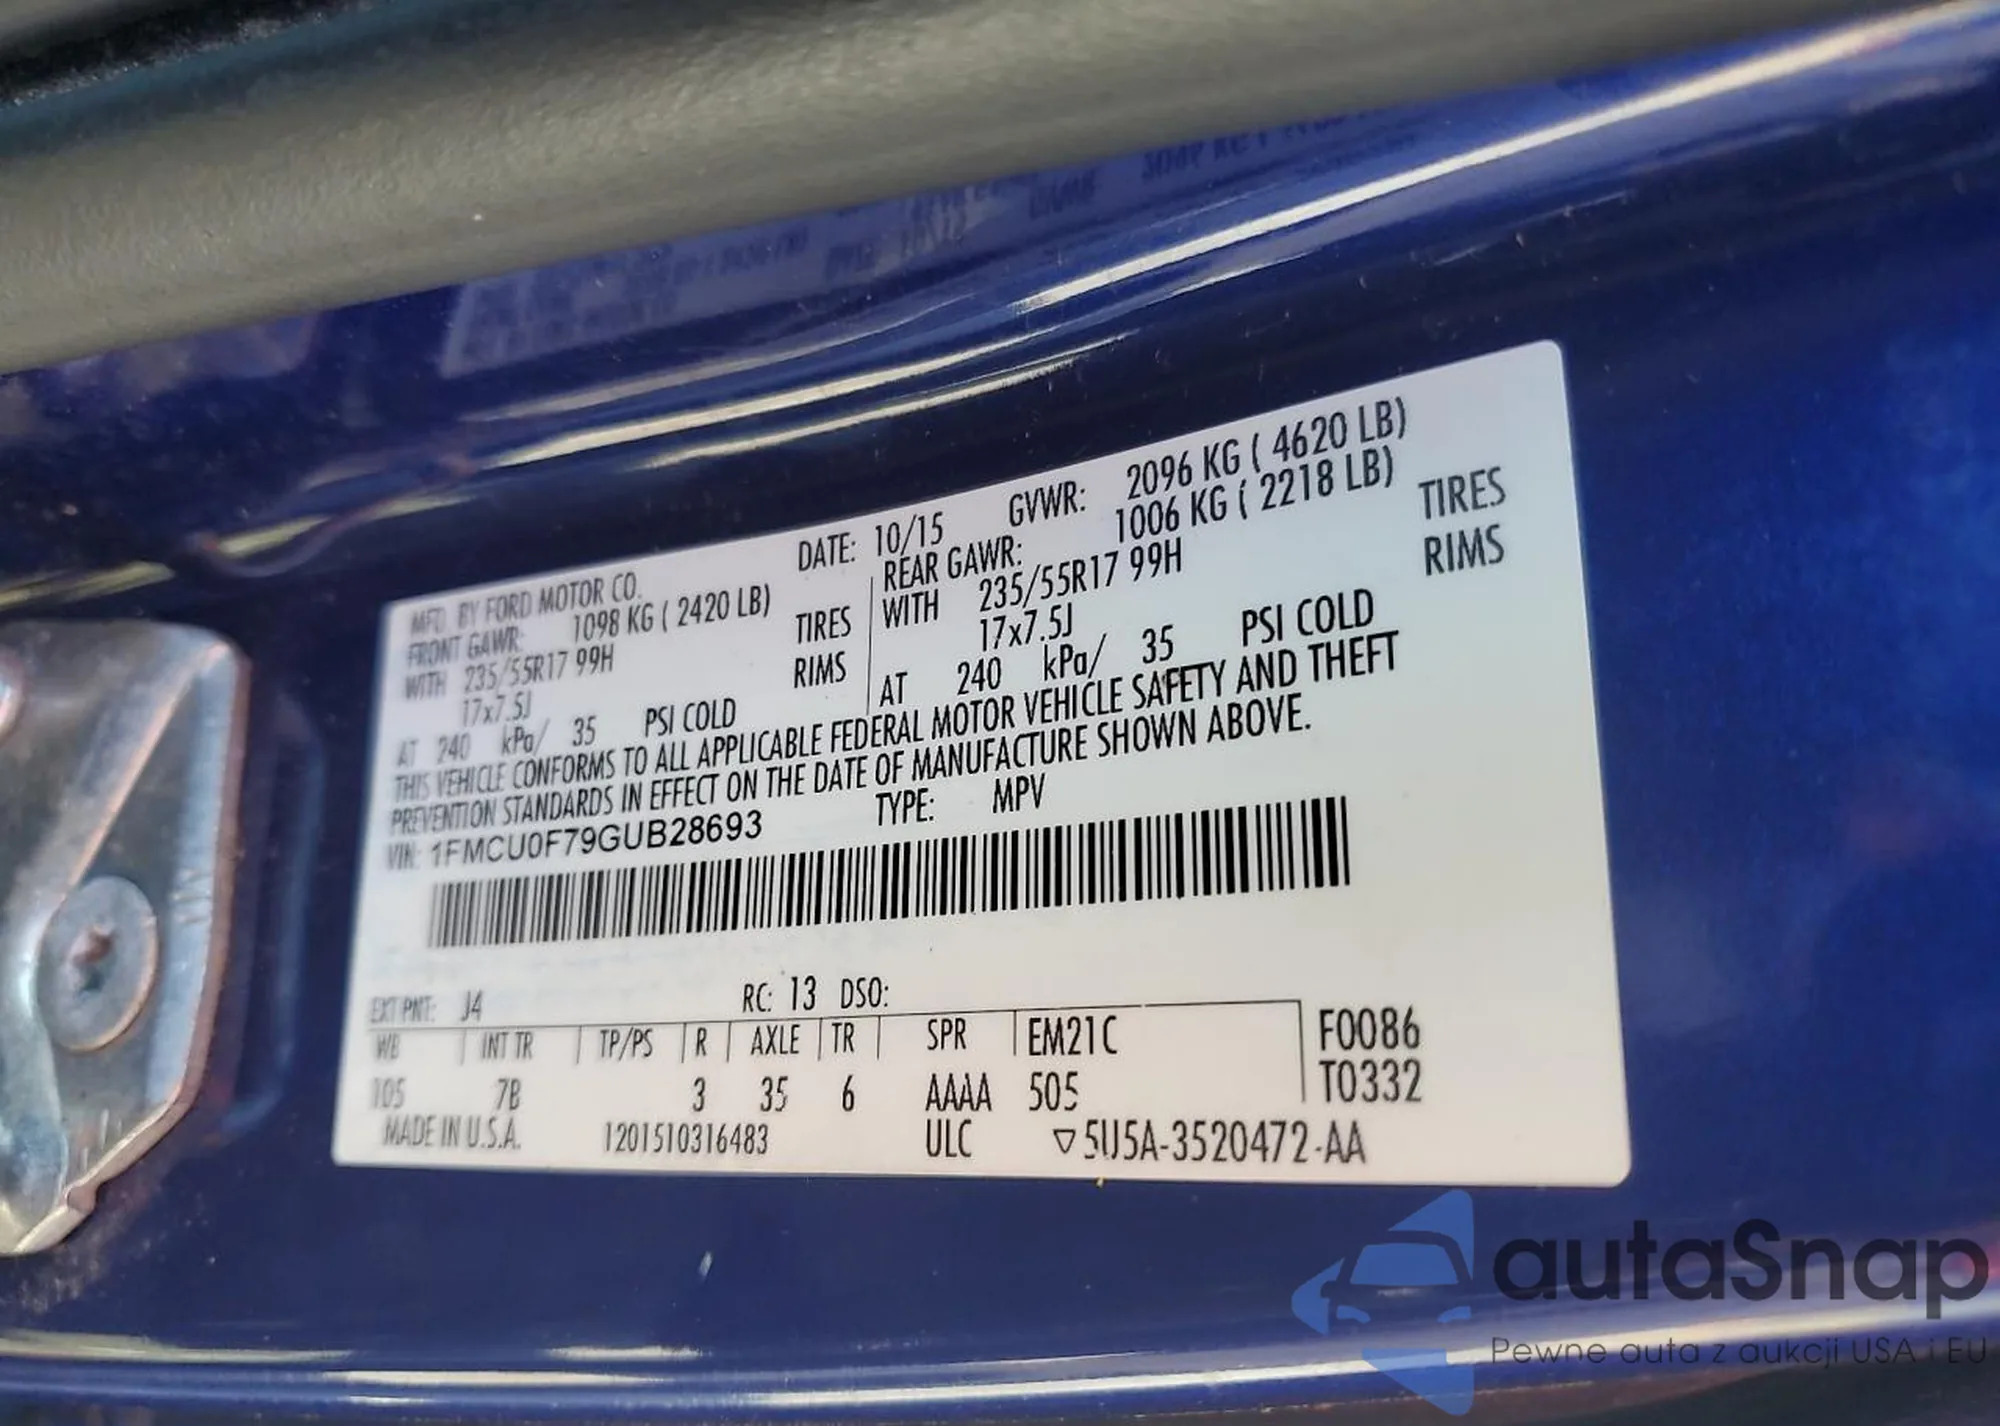 MFD. BY FORD MOTOR CO. DATE: 10/15 GVWR: 2096 KG ( 4620 LB)
FRONT GAWR: 1098 KG ( 2420 LB) REAR GAWR: 1006 KG ( 2218 LB)
WITH 235/55R17 99H TIRES WITH 235/55R17 99H TIRES
17x7.5J RIMS 17x7.5J RIMS
AT 240 kPa/ 35 PSI COLD AT 240 kPa/ 35 PSI COLD
THIS VEHICLE CONFORMS TO ALL APPLICABLE FEDERAL MOTOR VEHICLE SAFETY AND THEFT
PREVENTION STANDARDS IN EFFECT ON THE DATE OF MANUFACTURE SHOWN ABOVE.
VIN: 1FMCU0F79GUB28693 TYPE: MPV
EXT PNT: J4 RC: 13 DSO:
WB INT TR TP/PS R AXLE TR SPR EM21C F0086
105 7B 3 35 6 AAAA 505 T0332
MADE IN U.S.A. 1201510316483 ULC ▽5U5A-3520472-AA
autaSnap
Pewne auta z aukcji USA i EU